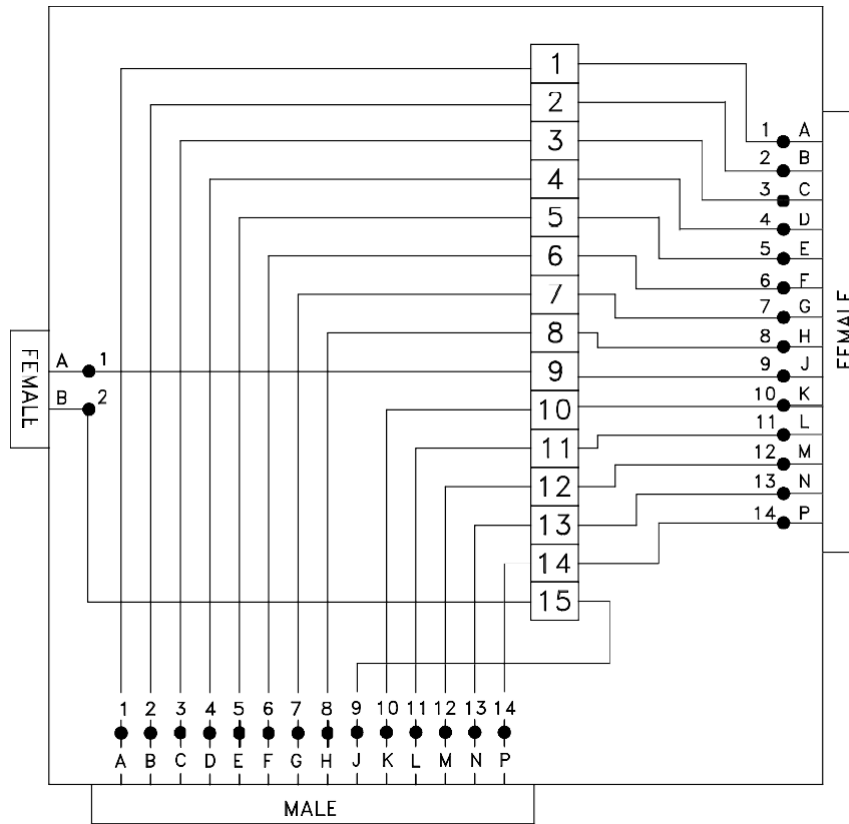 1
2
3
4
5
6
7
8
9
10
11
12
13
14
15
1 A
2 B
3 C
4 D
5 E
6 F
7 G
8 H
9 J
10 K
11 L
12 M
13 N
14 P
FEMALE
FEMALE
A 1
B 2
1 2 3 4 5 6 7 8 9 10 11 12 13 14
A B C D E F G H J K L M N P
MALE